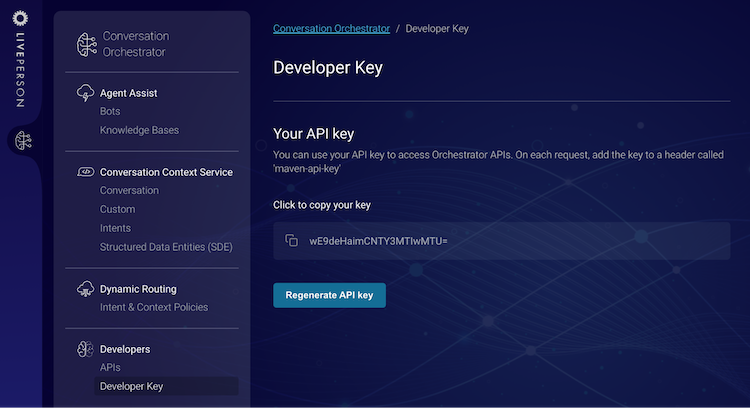 LIVEPERSON
Conversation
Orchestrator
Agent Assist
Bots
Knowledge Bases
Conversation Context Service
Conversation
Custom
Intents
Structured Data Entities (SDE)
Dynamic Routing
Intent & Context Policies
Developers
APIs
Developer Key
Conversation Orchestrator / Developer Key
Developer Key
Your API key
You can use your API key to access Orchestrator APIs. On each request, add the key to a header called
'maven-api-key'
Click to copy your key
wE9deHaimCNTY3MTIwMTU=
Regenerate API key